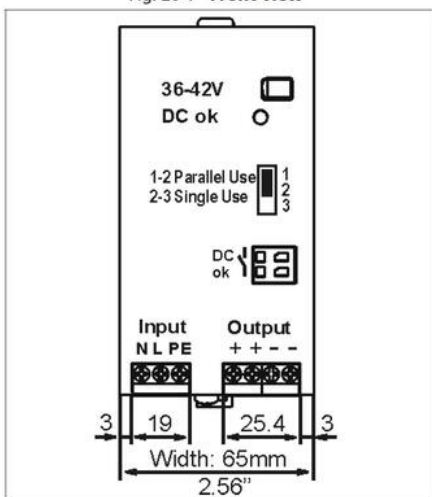 36-42V
DC ok
1-2 Parallel Use
2-3 Single Use
1
2
3
DC
ok
Input
Output
N L PE
+ + - -
3
19
25.4
3
Width: 65mm
2.56"